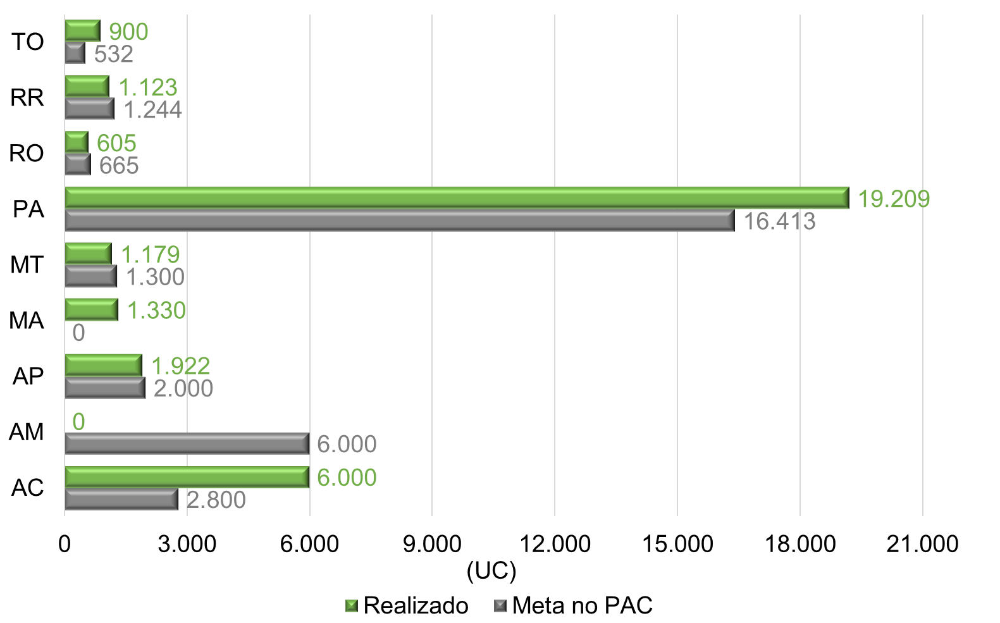 TO
900
532
RR
1.123
1.244
RO
605
665
PA
19.209
16.413
MT
1.179
1.300
MA
1.330
0
AP
1.922
2.000
AM
0
6.000
AC
6.000
2.800
0 3.000 6.000 9.000 12.000 15.000 18.000 21.000
(UC)
Realizado Meta no PAC